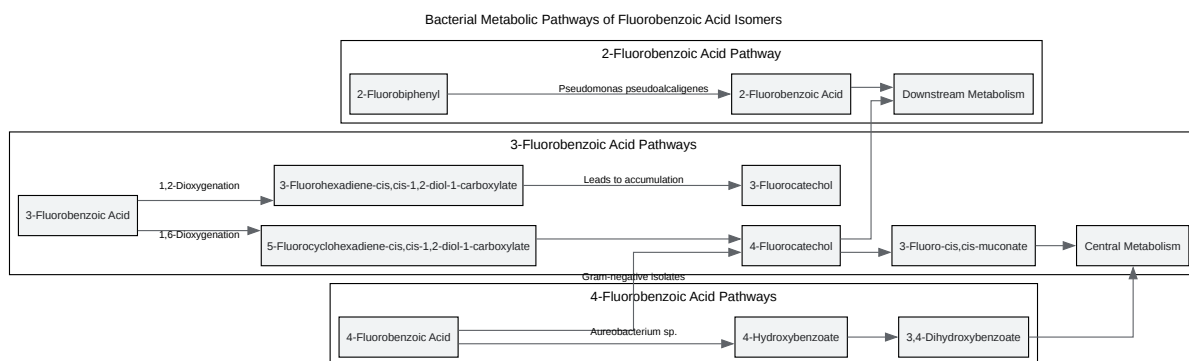 Bacterial Metabolic Pathways of Fluorobenzoic Acid Isomers
2-Fluorobenzoic Acid Pathway
2-Fluorobiphenyl
Pseudomonas pseudoalcaligenes
2-Fluorobenzoic Acid
Downstream Metabolism
3-Fluorobenzoic Acid Pathways
3-Fluorobenzoic Acid
1,2-Dioxygenation
3-Fluorohexadiene-cis,cis-1,2-diol-1-carboxylate
Leads to accumulation
3-Fluorocatechol
1,6-Dioxygenation
5-Fluorocyclohexadiene-cis,cis-1,2-diol-1-carboxylate
4-Fluorocatechol
3-Fluoro-cis,cis-muconate
Central Metabolism
Gram-negative isolates
4-Fluorobenzoic Acid Pathways
4-Fluorobenzoic Acid
Aureobacterium sp.
4-Hydroxybenzoate
3,4-Dihydroxybenzoate